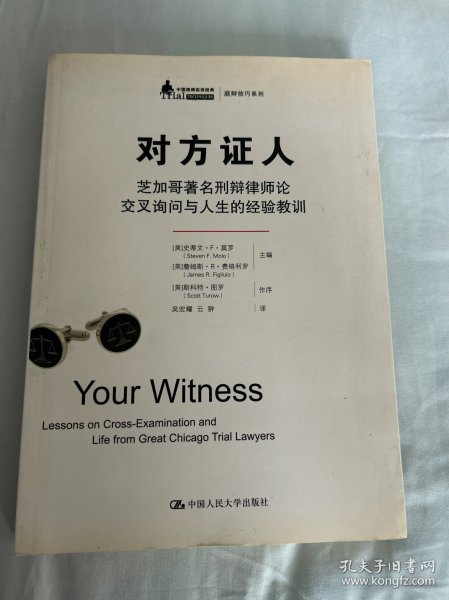 中国律师实训经典
Trial
TECHNIQUES
庭辩技巧系列
对方证人
芝加哥著名刑辩律师论
交叉询问与人生的经验教训
[美]史蒂文·F·莫罗
(Steven F. Molo)
主编
[美]詹姆斯·R·费格利罗
(James R. Figliulo)
[美]斯科特·图罗
(Scott Turow)
作序
吴宏耀 云翀
译
Your Witness
Lessons on Cross-Examination and
Life from Great Chicago Trial Lawyers
中国人民大学出版社
孔夫子旧书网
www.kongfz.com